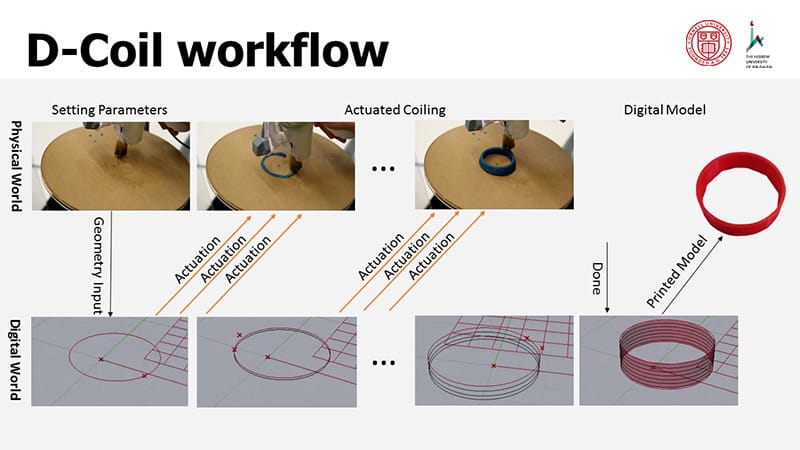 D-Coil workflow
THE HEBREW
UNIVERSITY
OF JERUSALEM
Setting Parameters
Actuated Coiling
Digital Model
Physical World
...
Geometry Input
Actuation
Actuation
Actuation
Actuation
Actuation
Actuation
Done
Printed Model
Digital World
...